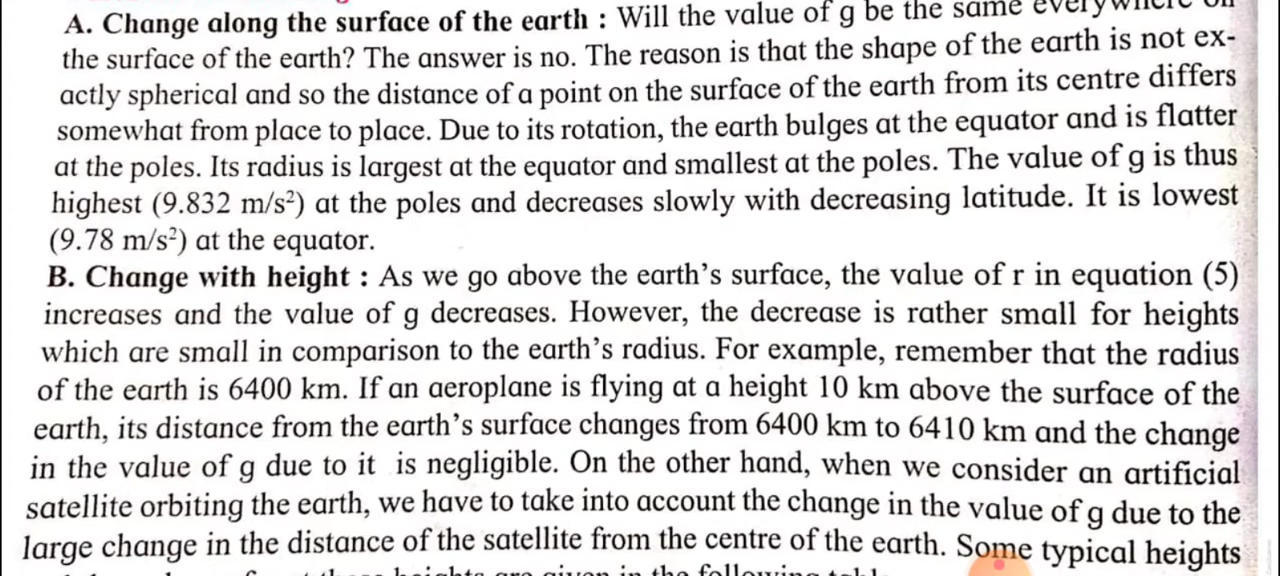 A. Change along the surface of the earth : Will the value of g be the same everywhere on
the surface of the earth? The answer is no. The reason is that the shape of the earth is not ex-
actly spherical and so the distance of a point on the surface of the earth from its centre differs
somewhat from place to place. Due to its rotation, the earth bulges at the equator and is flatter
at the poles. Its radius is largest at the equator and smallest at the poles. The value of g is thus
highest (9.832 m/s²) at the poles and decreases slowly with decreasing latitude. It is lowest
(9.78 m/s²) at the equator.
B. Change with height : As we go above the earth's surface, the value of r in equation (5)
increases and the value of g decreases. However, the decrease is rather small for heights
which are small in comparison to the earth's radius. For example, remember that the radius
of the earth is 6400 km. If an aeroplane is flying at a height 10 km above the surface of the
earth, its distance from the earth's surface changes from 6400 km to 6410 km and the change
in the value of g due to it is negligible. On the other hand, when we consider an artificial
satellite orbiting the earth, we have to take into account the change in the value of g due to the
large change in the distance of the satellite from the centre of the earth. Some typical heights
heights are given in the following